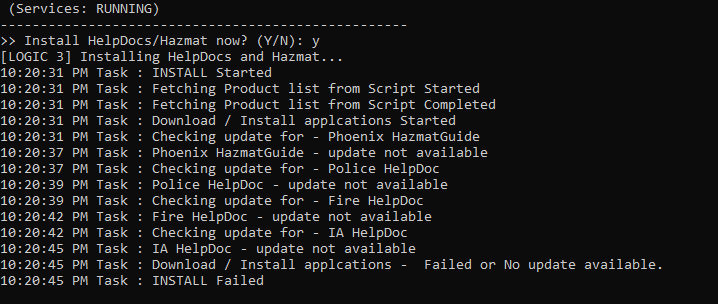 (Services: RUNNING)
---------------------------------------------------
>> Install HelpDocs/Hazmat now? (Y/N): y
[LOGIC 3] Installing HelpDocs and Hazmat...
10:20:31 PM Task : INSTALL Started
10:20:31 PM Task : Fetching Product list from Script Started
10:20:31 PM Task : Fetching Product list from Script Completed
10:20:31 PM Task : Download / Install applcations Started
10:20:31 PM Task : Checking update for - Phoenix HazmatGuide
10:20:37 PM Task : Phoenix HazmatGuide - update not available
10:20:37 PM Task : Checking update for - Police HelpDoc
10:20:39 PM Task : Police HelpDoc - update not available
10:20:39 PM Task : Checking update for - Fire HelpDoc
10:20:42 PM Task : Fire HelpDoc - update not available
10:20:42 PM Task : Checking update for - IA HelpDoc
10:20:45 PM Task : IA HelpDoc - update not available
10:20:45 PM Task : Download / Install applcations -  Failed or No update available.
10:20:45 PM Task : INSTALL Failed